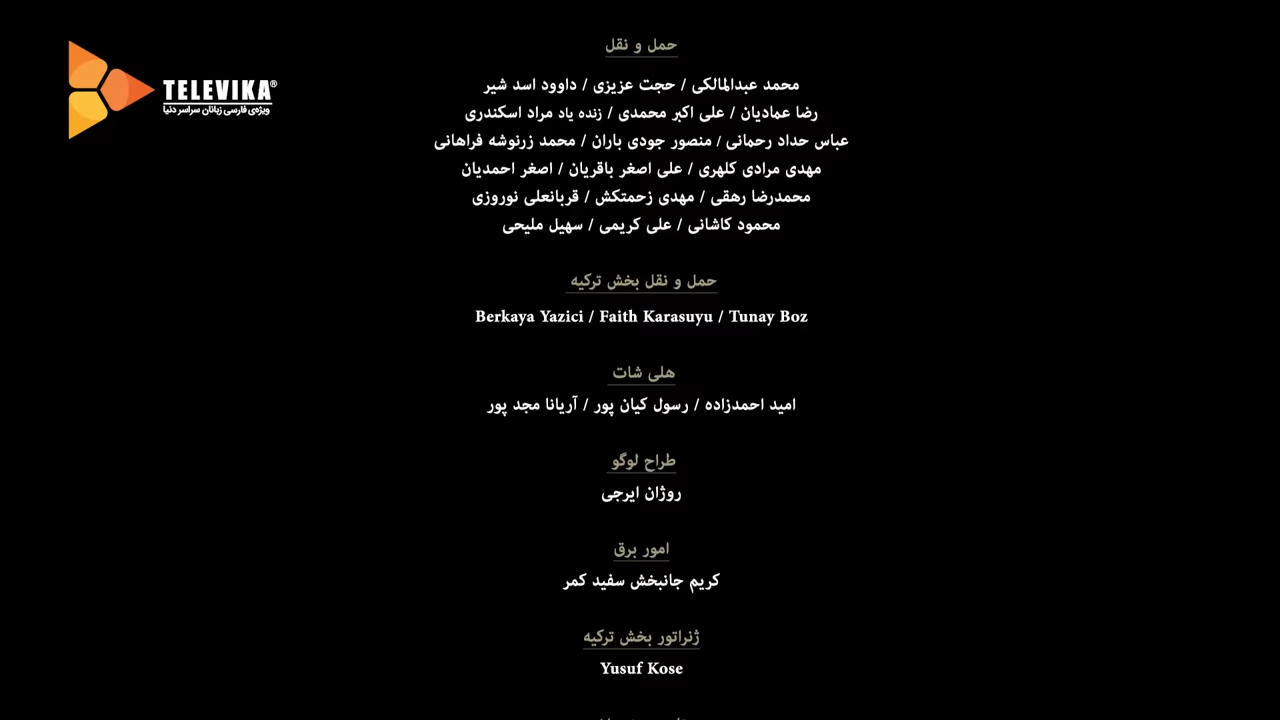 TELEVIKA®
ویژه‌ی فارسی زبانان سراسر دنیا
حمل و نقل
محمد عبدالمالکی / حجت عزیزی / داوود اسد شیر
رضا عمادیان / علی اکبر محمدی / زنده یاد مراد اسکندری
عباس حداد رحمانی / منصور جودی باران / محمد زرنوشه فراهانی
مهدی مرادی کلهری / علی اصغر باقریان / اصغر احمدیان
محمدرضا رهقی / مهدی زحمتکش / قربانعلی نوروزی
محمود کاشانی / علی کریمی / سهیل ملیحی
حمل و نقل بخش ترکیه
Berkaya Yazici / Faith Karasuyu / Tunay Boz
هلی شات
امید احمدزاده / رسول کیان پور / آریانا مجد پور
طراح لوگو
روژان ایرجی
امور برق
کریم جانبخش سفید کمر
ژنراتور بخش ترکیه
Yusuf Kose